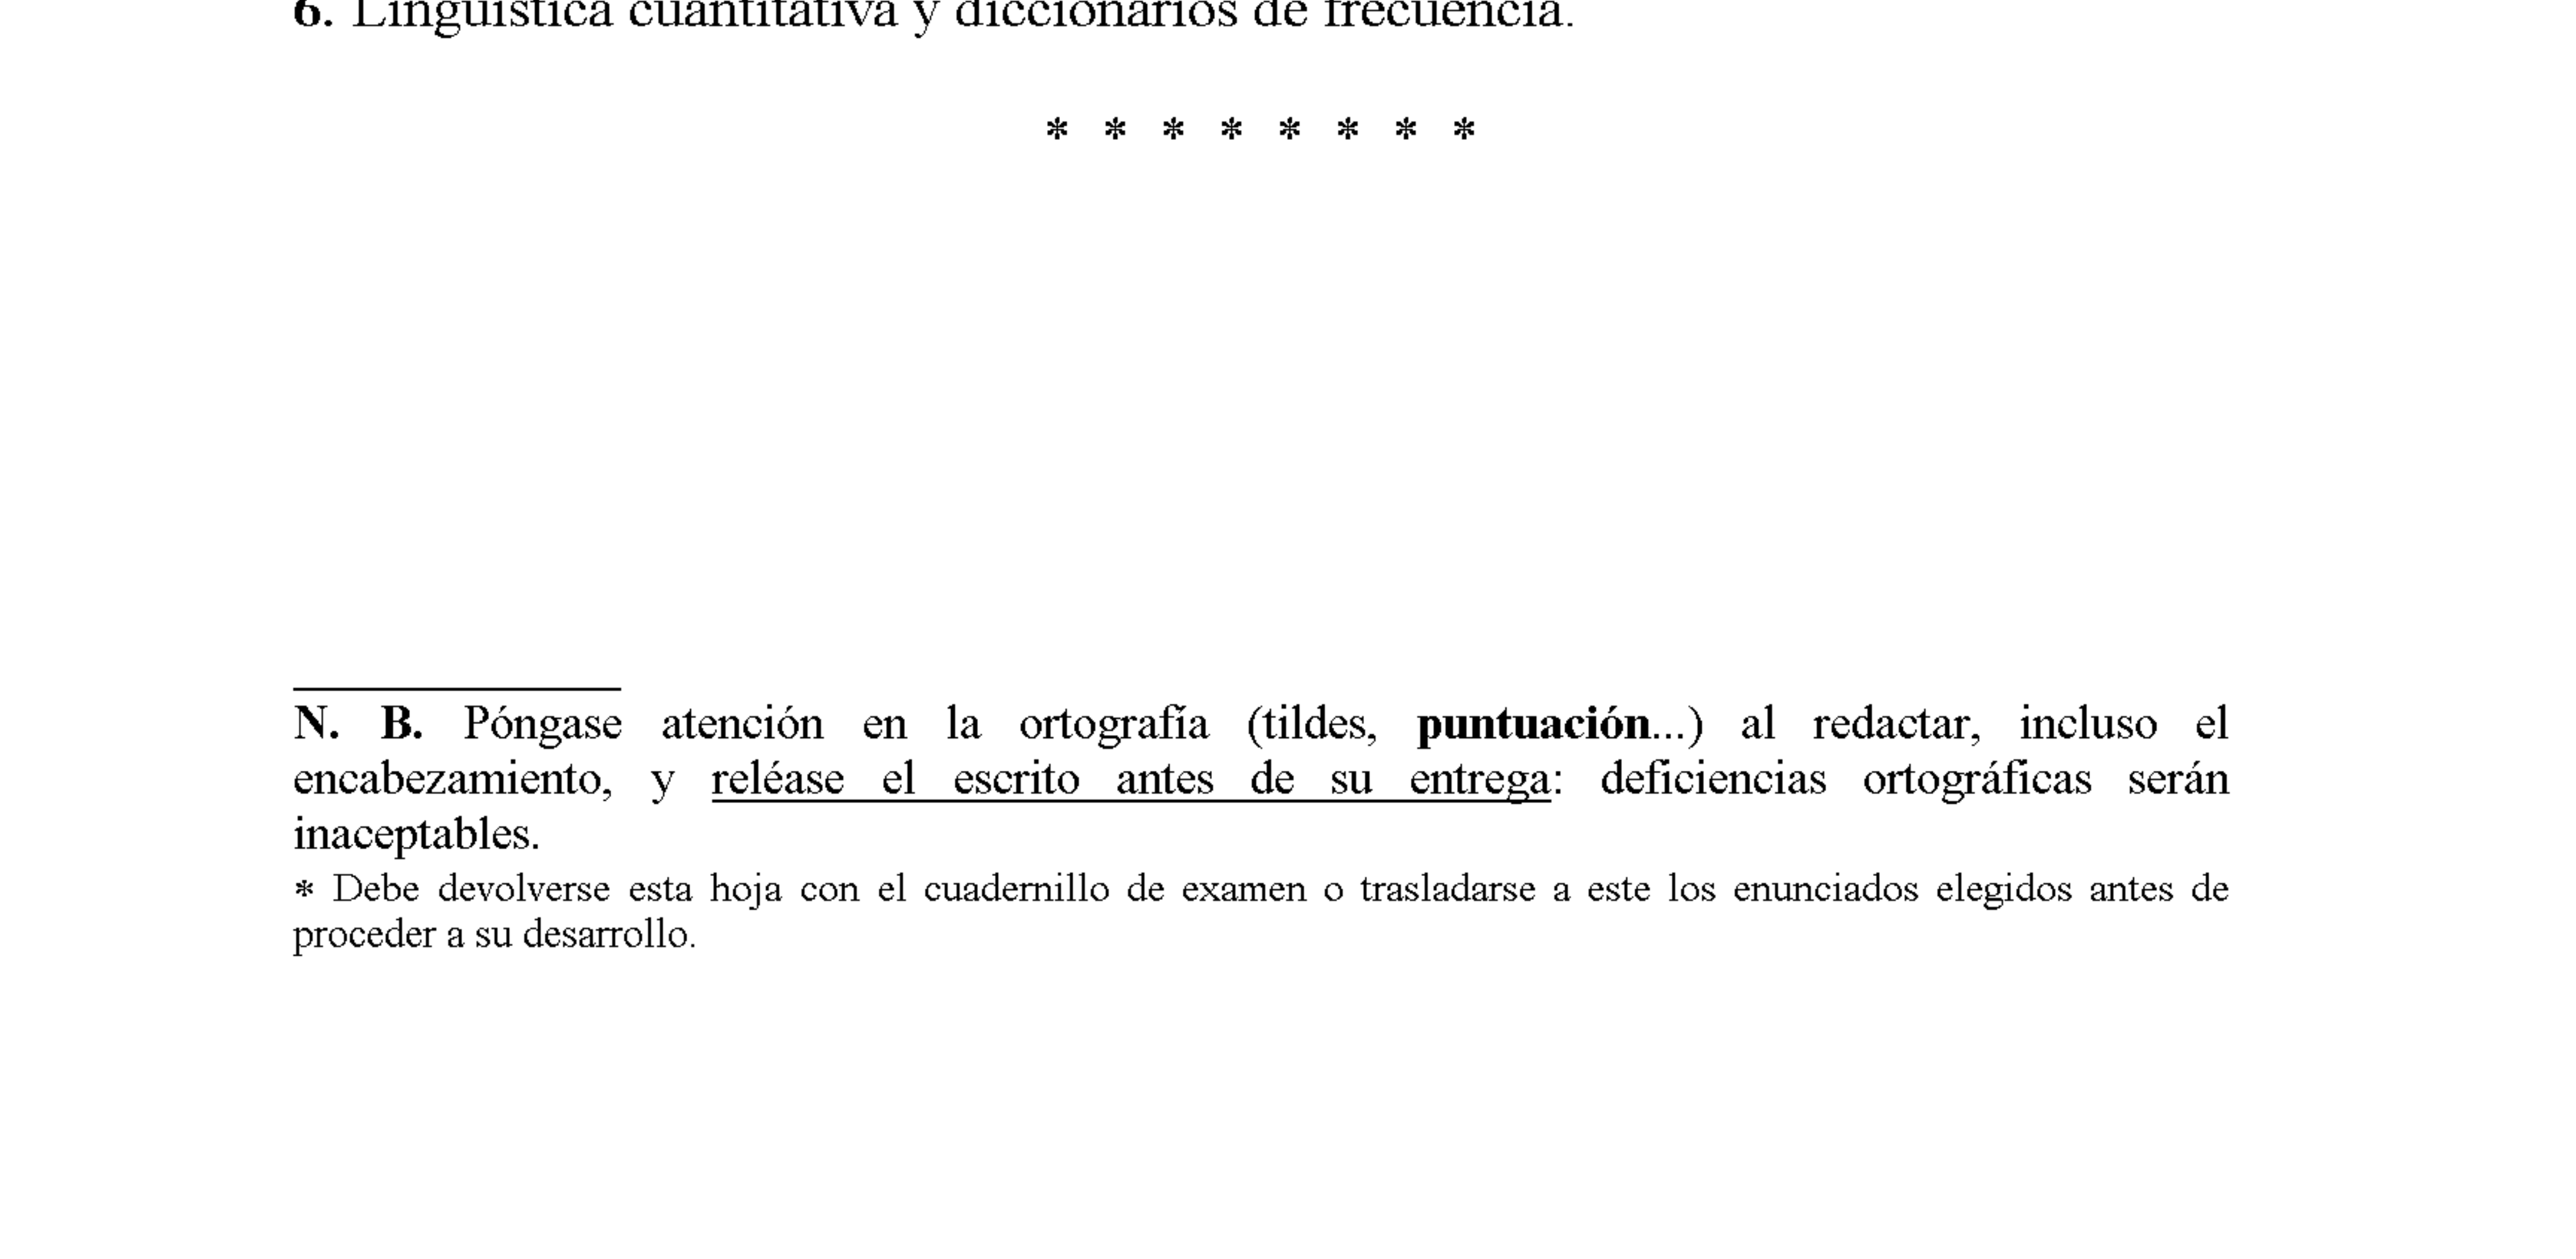 6. Lingüística cuantitativa y diccionarios de frecuencia.
* * * * * * * *
N. B. Póngase atención en la ortografía (tildes, puntuación...) al redactar, incluso el
encabezamiento, y reléase el escrito antes de su entrega: deficiencias ortográficas serán
inaceptables.
* Debe devolverse esta hoja con el cuadernillo de examen o trasladarse a este los enunciados elegidos antes de
proceder a su desarrollo.